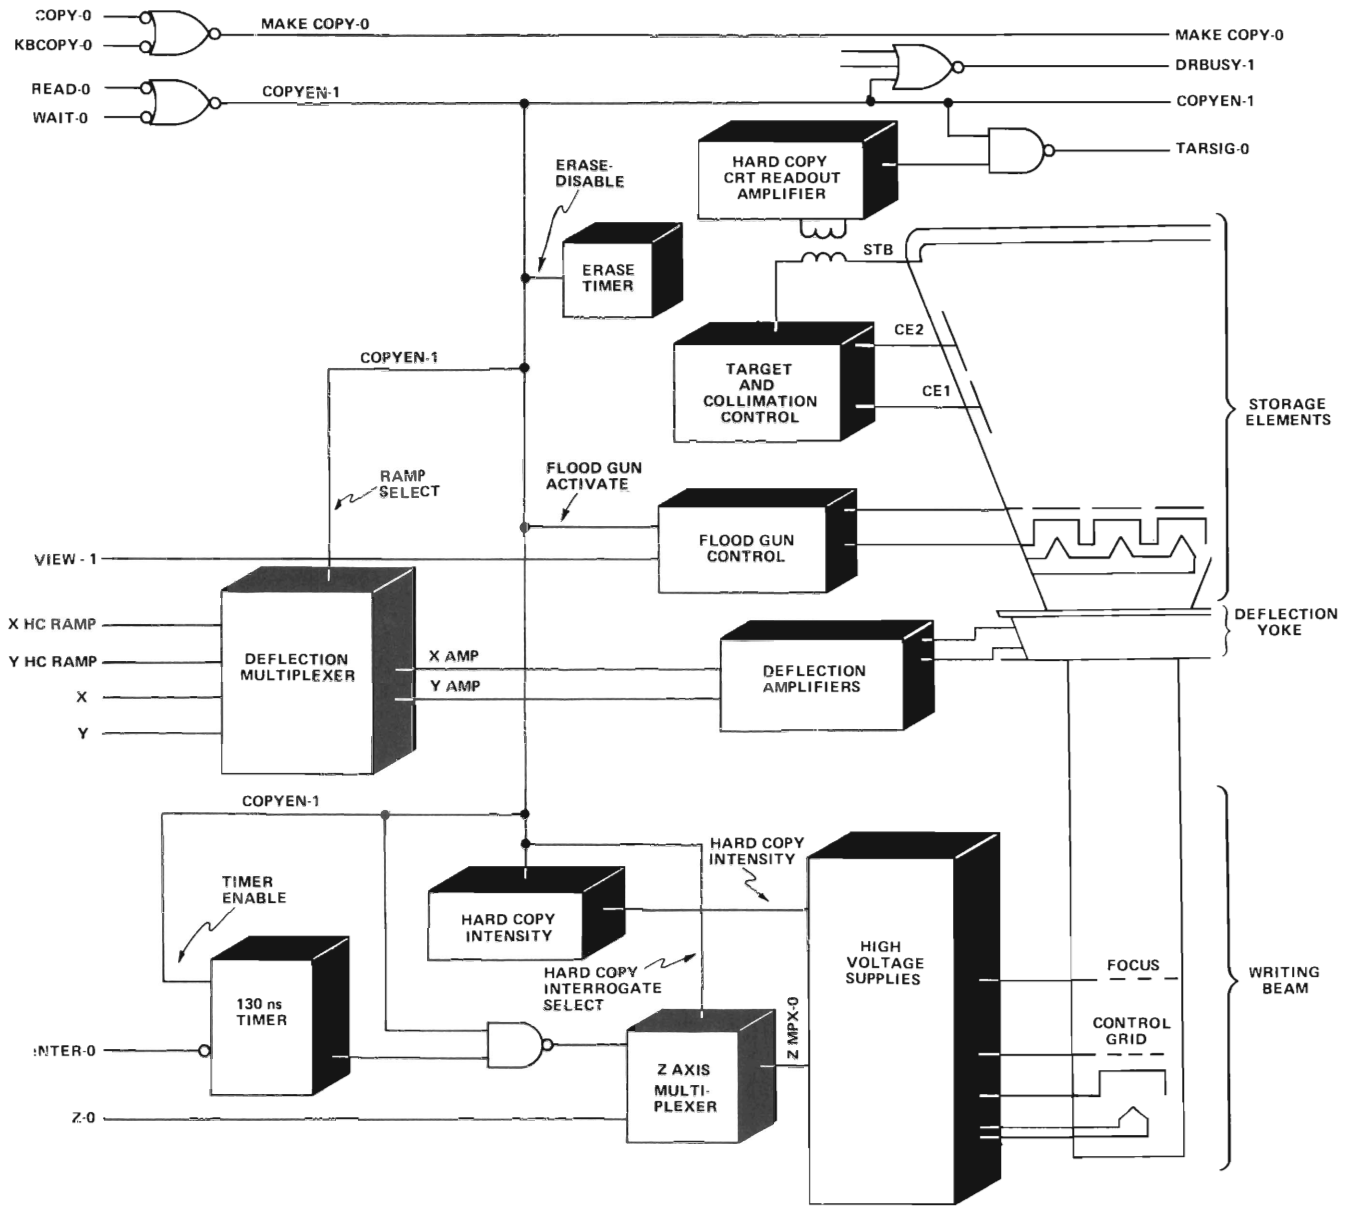 COPY-0
KBCOPY-0
MAKE COPY-0
MAKE COPY-0
DRBUSY-1
READ-0
WAIT-0
COPYEN-1
COPYEN-1
TARSIG-0
ERASE-
DISABLE
HARD COPY
CRT READOUT
AMPLIFIER
STB
ERASE
TIMER
CE2
CE1
COPYEN-1
TARGET
AND
COLLIMATION
CONTROL
STORAGE
ELEMENTS
RAMP
SELECT
FLOOD GUN
ACTIVATE
FLOOD GUN
CONTROL
VIEW - 1
X HC RAMP
Y HC RAMP
X
Y
DEFLECTION
MULTIPLEXER
X AMP
Y AMP
DEFLECTION
AMPLIFIERS
DEFLECTION
YOKE
COPYEN-1
TIMER
ENABLE
HARD COPY
INTENSITY
HARD COPY
INTENSITY
HARD COPY
INTERROGATE
SELECT
HIGH
VOLTAGE
SUPPLIES
FOCUS
CONTROL
GRID
WRITING
BEAM
130 ns
TIMER
INTER-0
Z-0
Z AXIS
MULTI-
PLEXER
Z MPX-0